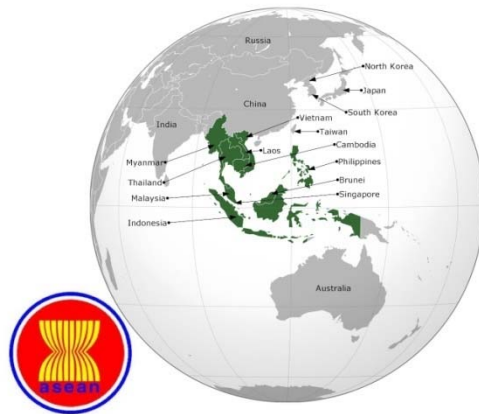 Russia
North Korea
China
Japan
South Korea
India
Vietnam
Taiwan
Laos
Cambodia
Myanmar
Philippines
Thailand
Brunei
Malaysia
Singapore
Indonesia
Australia
asean